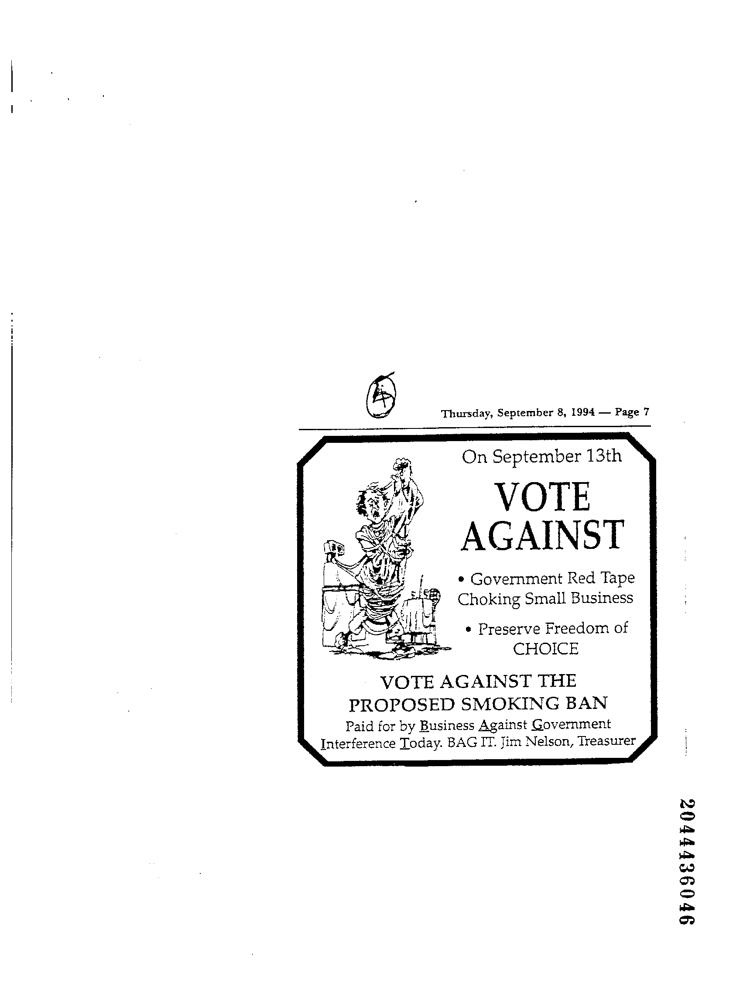 Thursday, September 8, 1994 — Page 7
On September 13th
VOTE
AGAINST
• Government Red Tape
Choking Small Business
• Preserve Freedom of
CHOICE
VOTE AGAINST THE
PROPOSED SMOKING BAN
Paid for by Business Against Government
Interference Today. BAG IT. Jim Nelson, Treasurer
2044436046